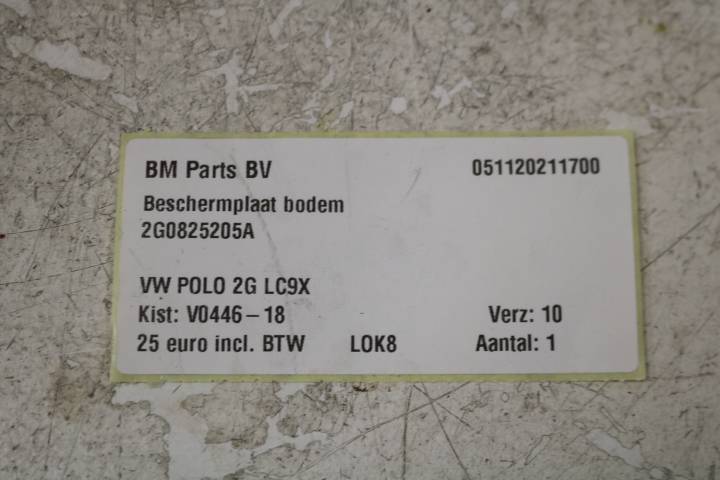 BM Parts BV 051120211700
Beschermplaat bodem
2G0825205A
VW POLO 2G LC9X
Kist: V0446-18 Verz: 10
25 euro incl. BTW LOK8 Aantal: 1